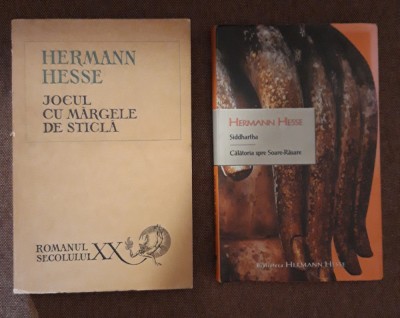 HERMANN
HESSE
JOCUL
CU MĂRGELE
DE STICLĂ
ROMANUL
SECOLULUI XX
HERMANN HESSE
Siddhartha
Călătoria spre Soare-Răsare
HERMANN HESSE